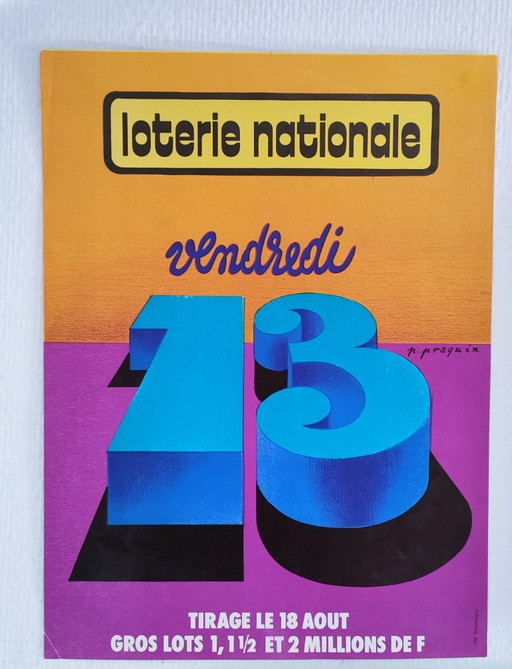 loterie nationale
vendredi
13
p. praquin
TIRAGE LE 18 AOUT
GROS LOTS 1, 1 1/2 ET 2 MILLIONS DE F